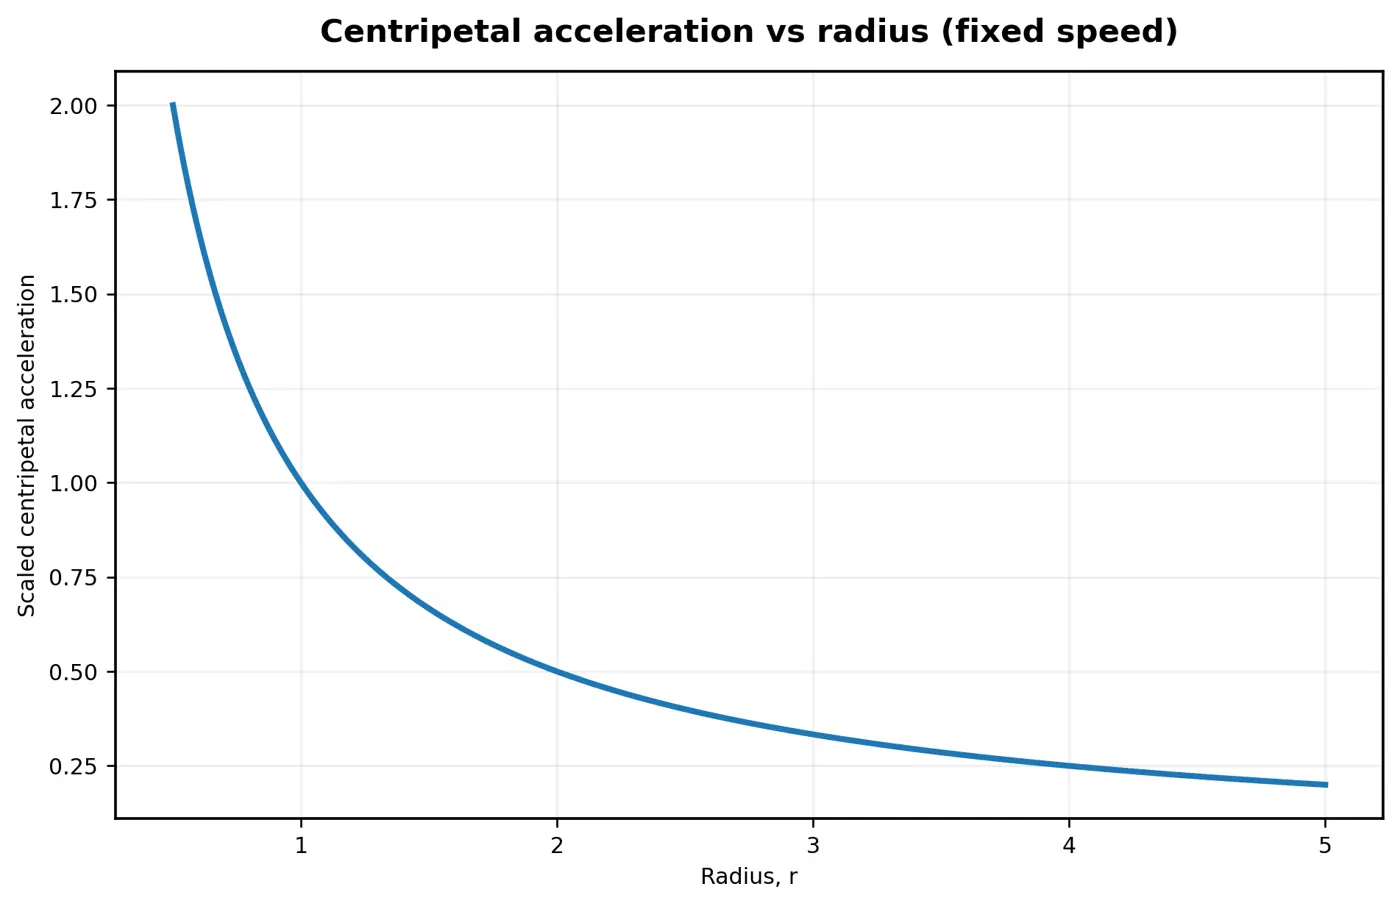 Centripetal acceleration vs radius (fixed speed)
Scaled centripetal acceleration
2.00
1.75
1.50
1.25
1.00
0.75
0.50
0.25
1 2 3 4 5
Radius, r